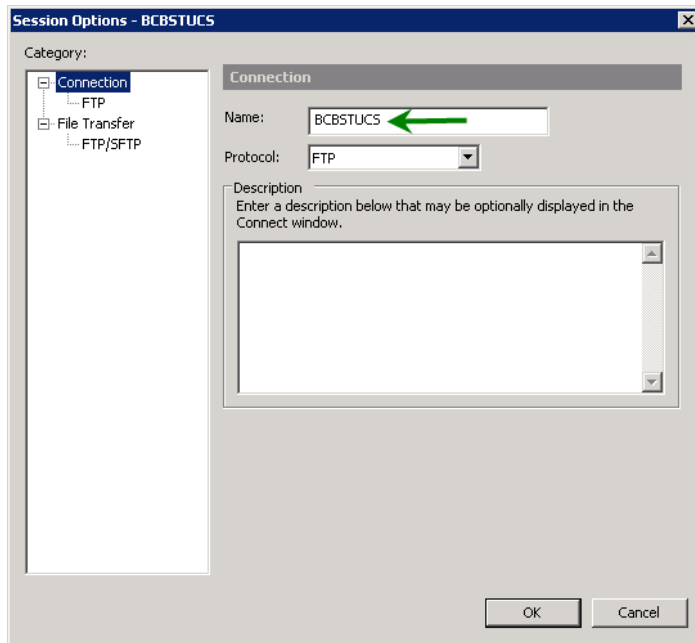 Session Options - BCBSTUCS
Category:
Connection
FTP
File Transfer
FTP/SFTP
Connection
Name: BCBSTUCS
Protocol: FTP
Description
Enter a description below that may be optionally displayed in the
Connect window.
OK Cancel